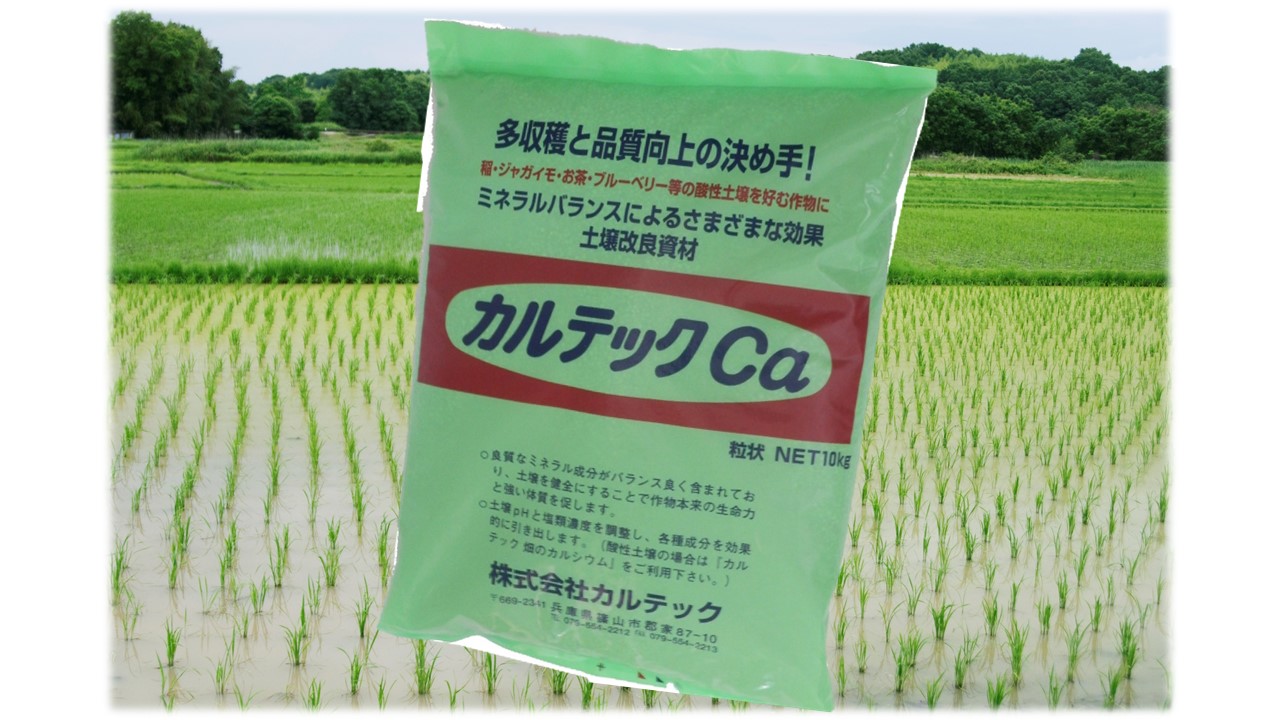 多収穫と品質向上の決め手!
稲・ジャガイモ・お茶・ブルーベリー等の酸性土壌を好む作物に
ミネラルバランスによるさまざまな効果
土壌改良資材
カルテックCa
粒状 NET10kg
○良質なミネラル成分がバランス良く含まれてお
り、土壌を健全にすることで作物本来の生命力
と強い体質を促します。
○土壌pHと塩類濃度を調整し、各種成分を効果
的に引き出します。(酸性土壌の場合は『カル
テック 畑のカルシウム』をご利用下さい。)
株式会社カルテック
〒669-2341 兵庫県篠山市郡家87-10
TEL 079-554-2212 FAX 079-554-2213